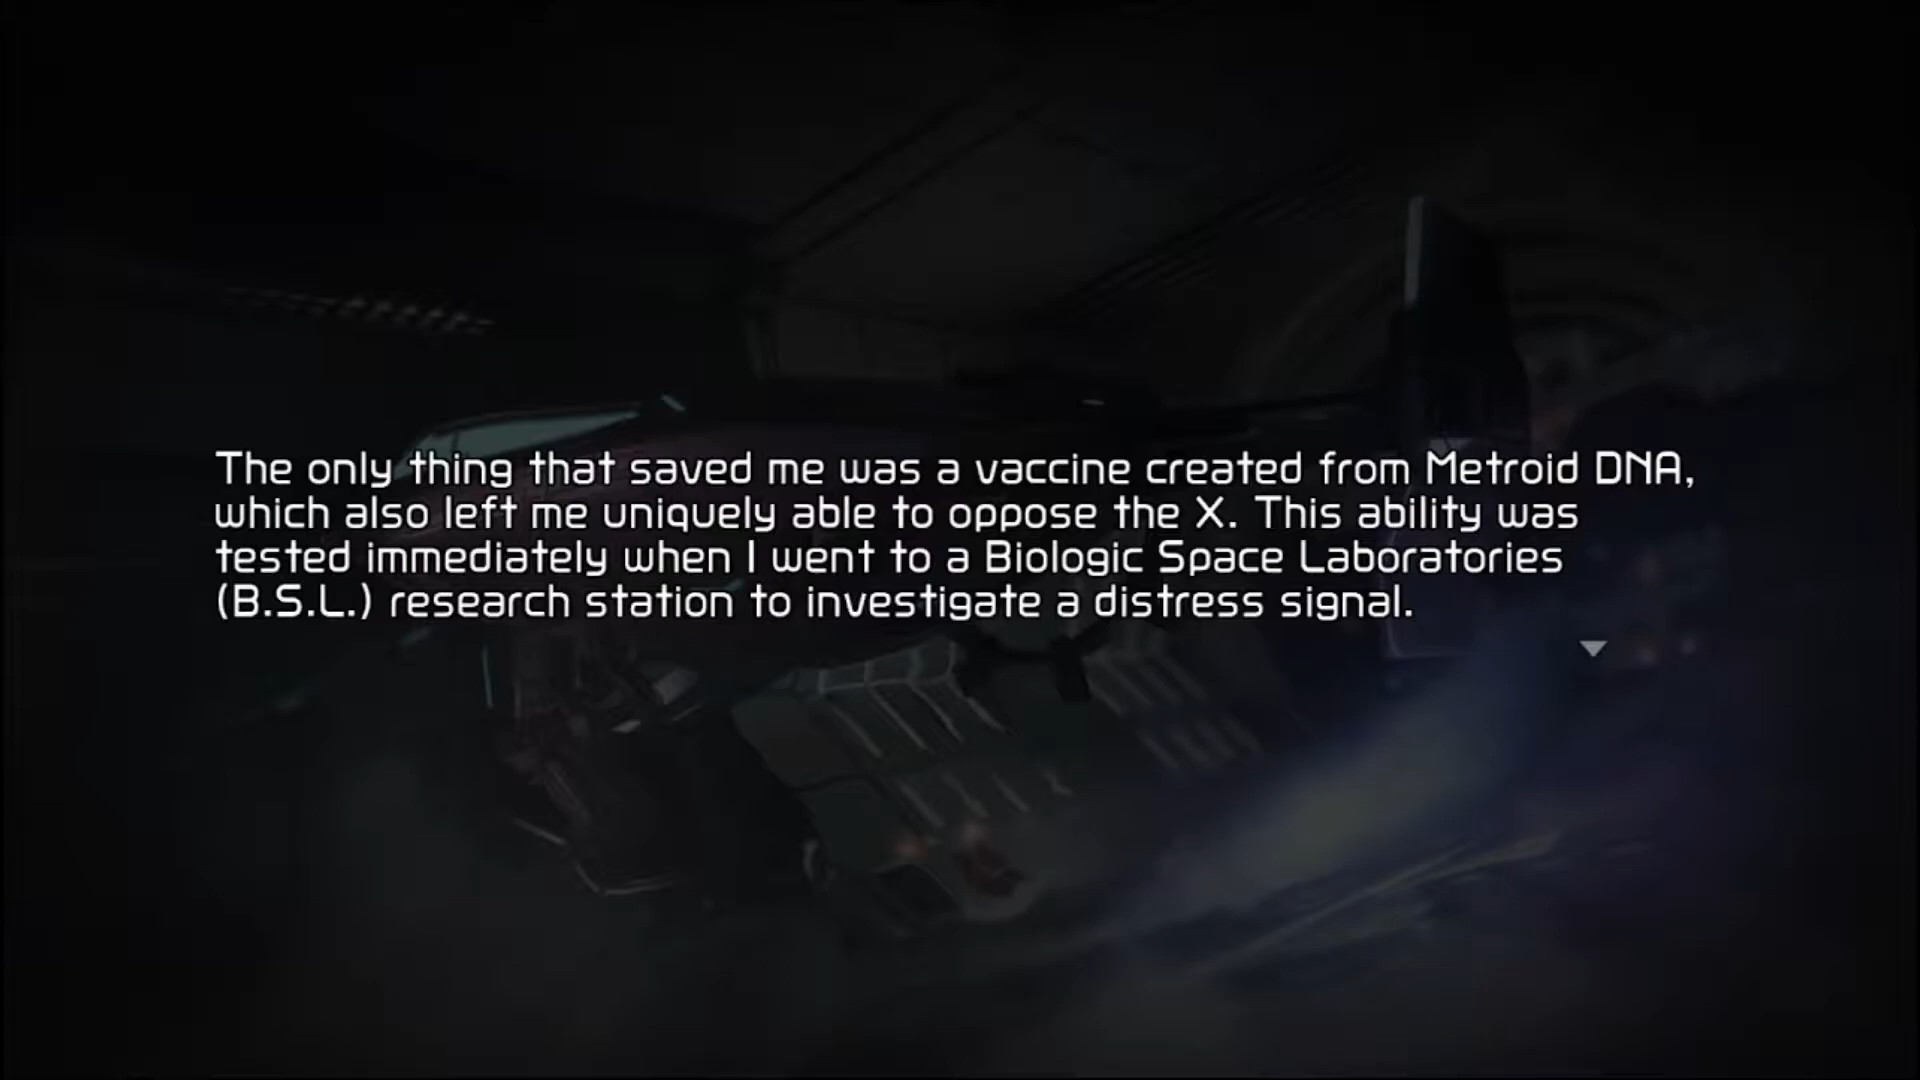 The only thing that saved me was a vaccine created from Metroid DNA,
which also left me uniquely able to oppose the X. This ability was
tested immediately when I went to a Biologic Space Laboratories
(B.S.L.) research station to investigate a distress signal.